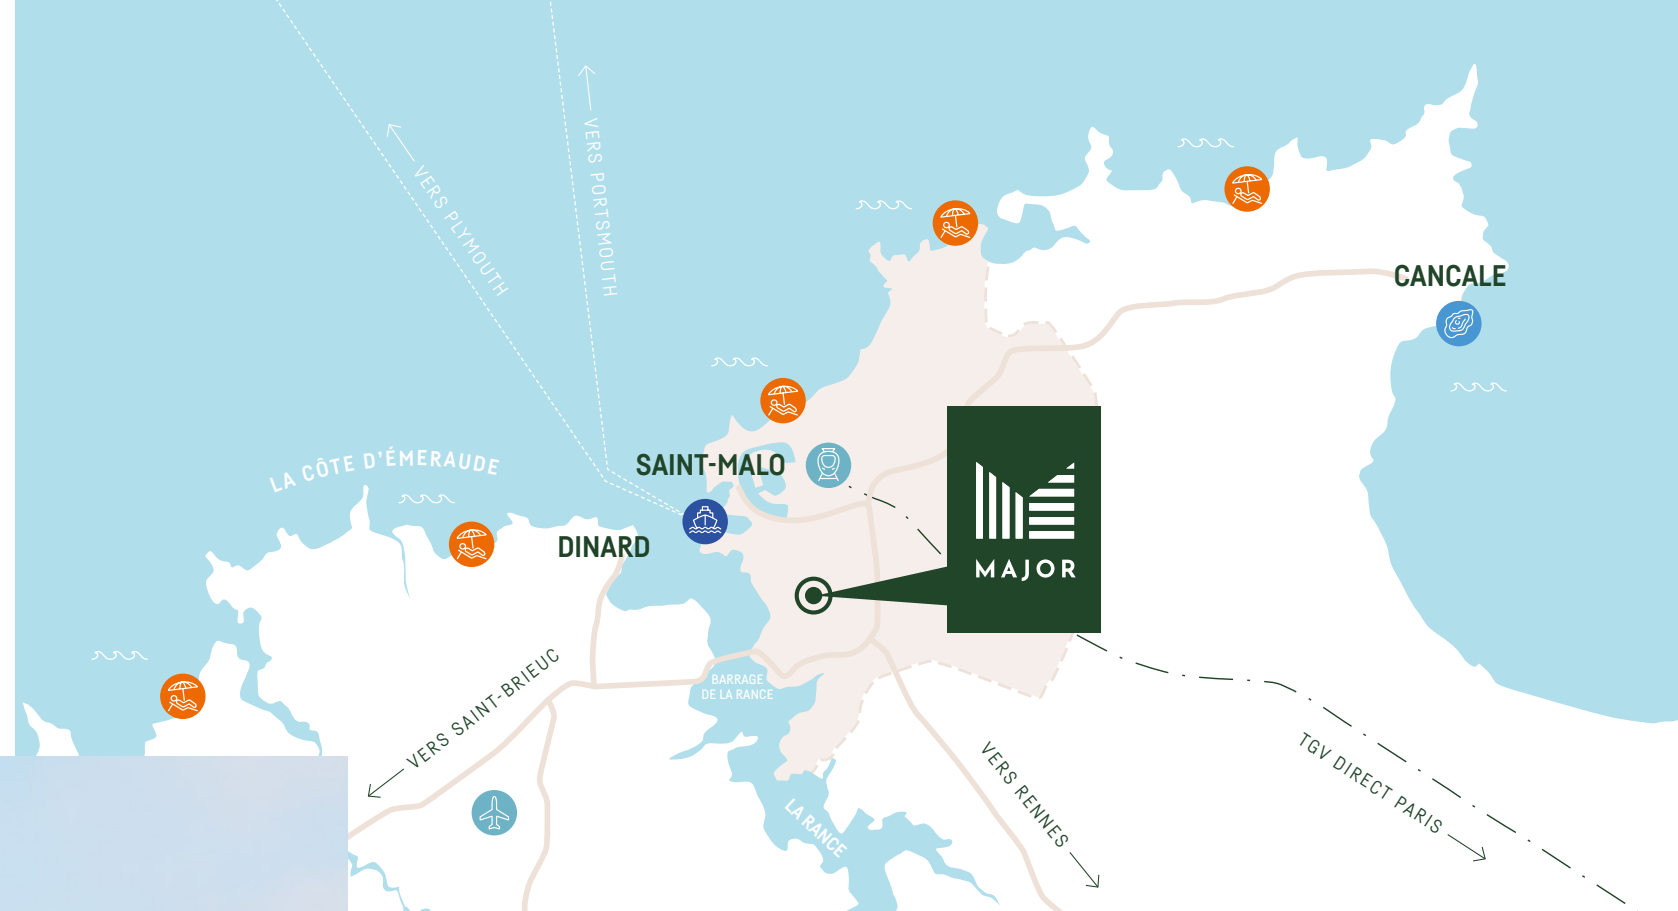 VERS PLYMOUTH
VERS PORTSMOUTH
CANCALE
LA CÔTE D'ÉMERAUDE
SAINT-MALO
DINARD
MAJOR
BARRAGE
DE LA RANCE
VERS SAINT-BRIEUC
LA RANCE
VERS RENNES
TGV DIRECT PARIS